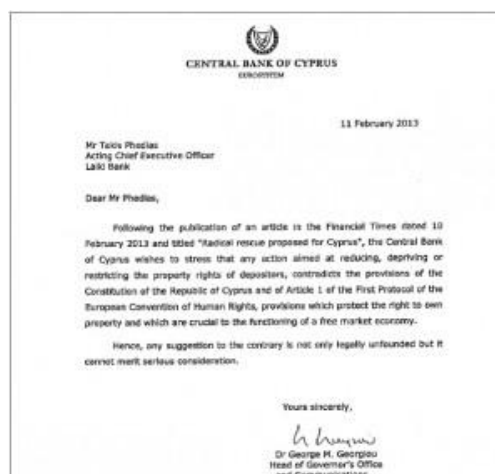 CENTRAL BANK OF CYPRUS
EUROSYSTEM
11 February 2013
Mr Takis Phedias
Acting Chief Executive Officer
Laiki Bank
Dear Mr Phedias,
Following the publication of an article in the Financial Times dated 10
February 2013 and titled "Radical rescue proposed for Cyprus", the Central Bank
of Cyprus wishes to stress that any action aimed at reducing, depriving or
restricting the property rights of depositors, contradicts the provisions of the
Constitution of the Republic of Cyprus and of Article 1 of the First Protocol of the
European Convention of Human Rights, provisions which protect the right to own
property and which are crucial to the functioning of a free market economy.
Hence, any suggestion to the contrary is not only legally unfounded but it
cannot merit serious consideration.
Yours sincerely,
Dr George M. Georgiou
Head of Governor's Office
and Communications